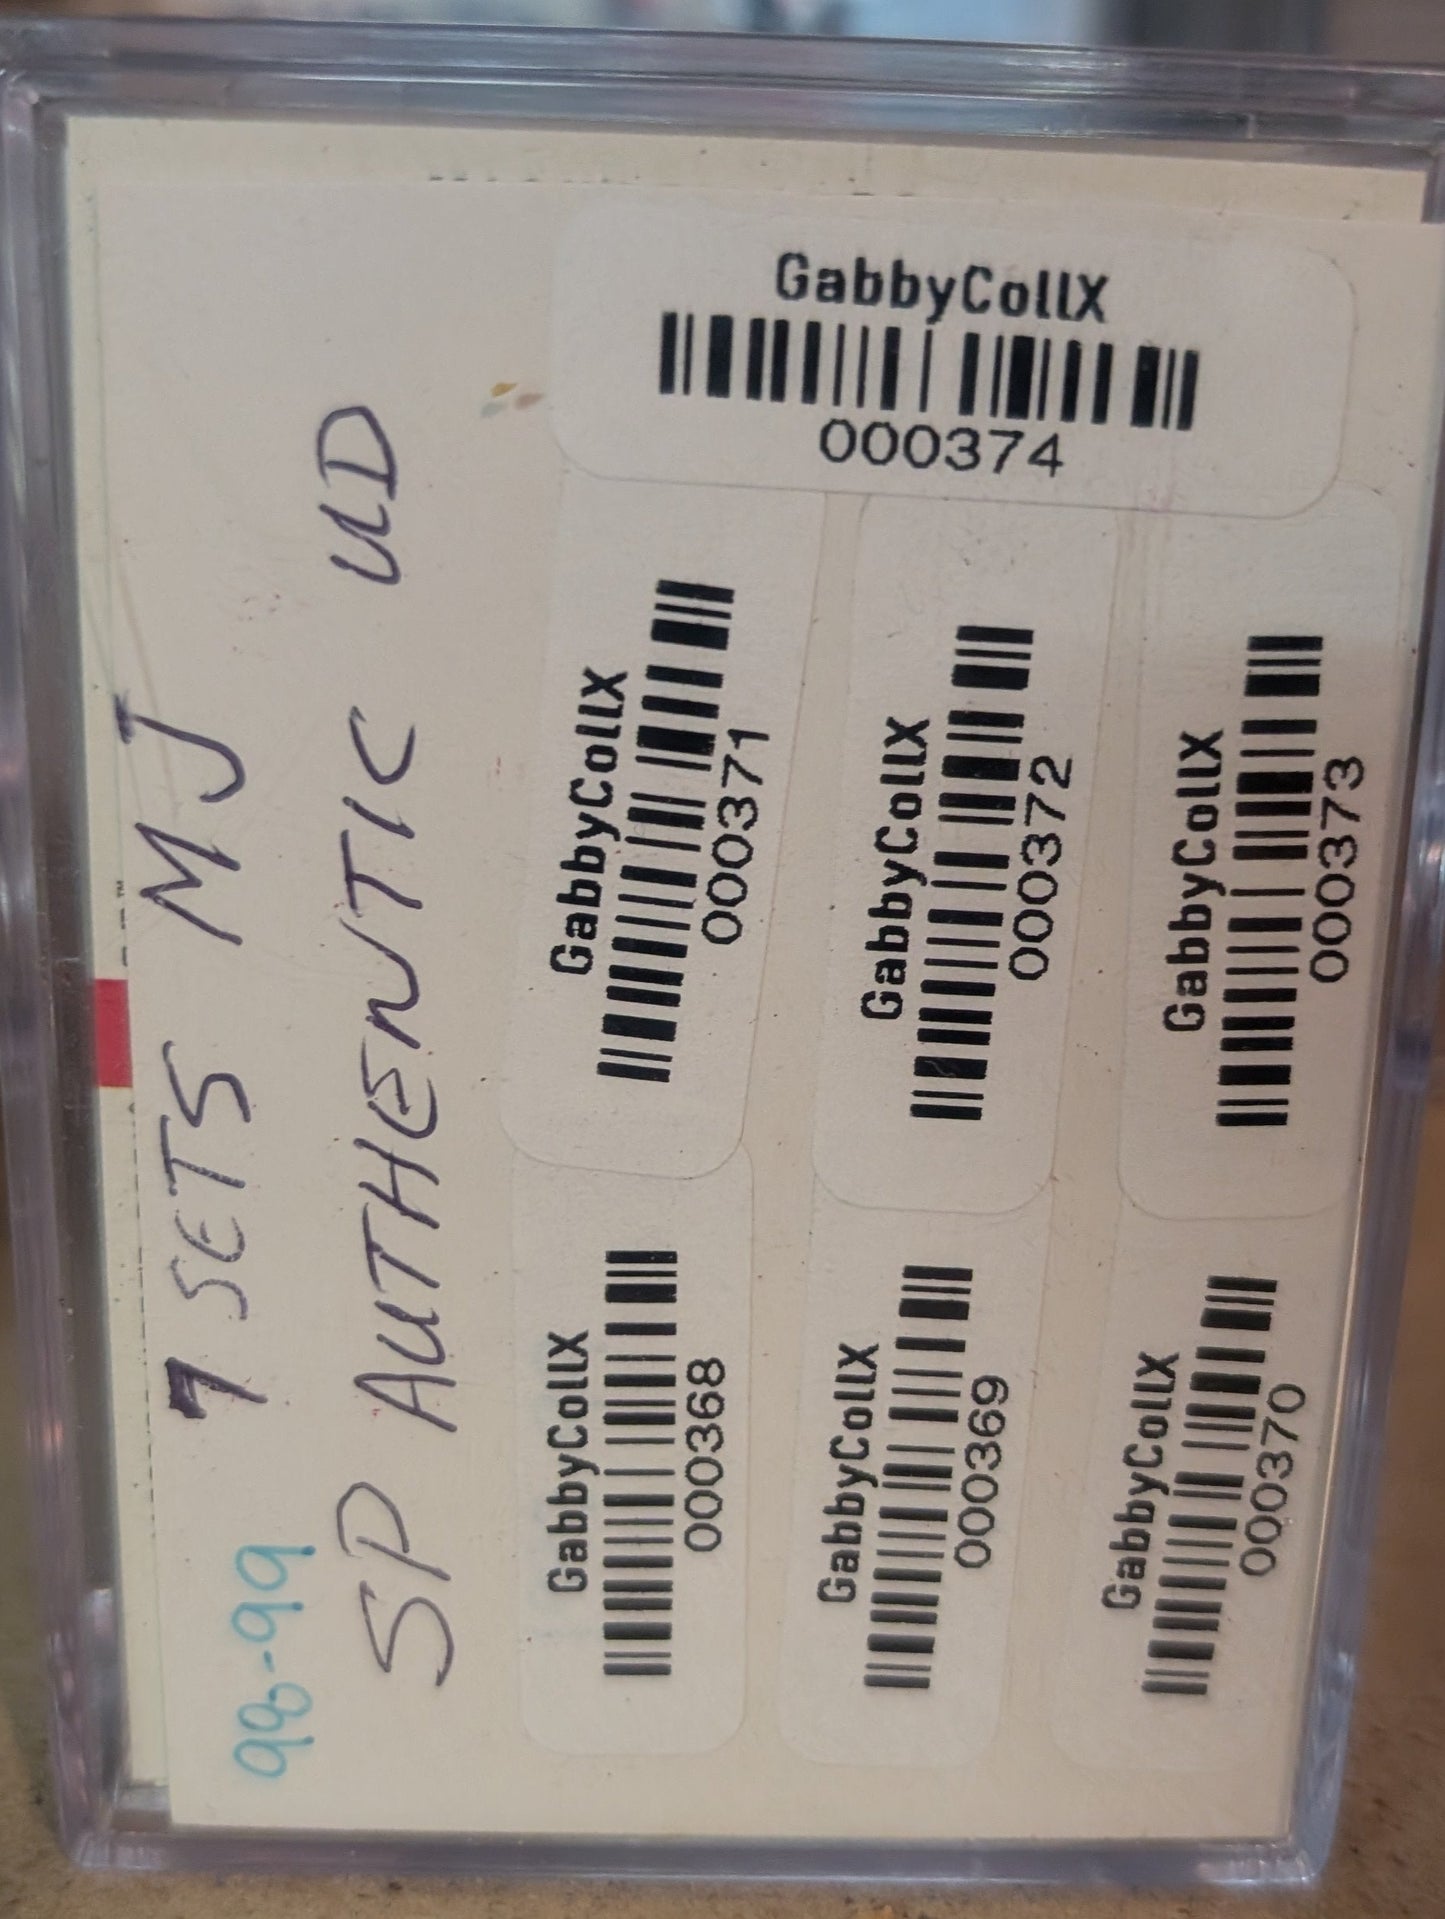 7 SETS MJ
98-99
SP AUTHENTIC UD
GabbyCollX
000374
GabbyCollX
000371
GabbyCollX
000372
GabbyCollX
000373
GabbyCollX
000368
GabbyCollX
000369
GabbyCollX
000370
TM